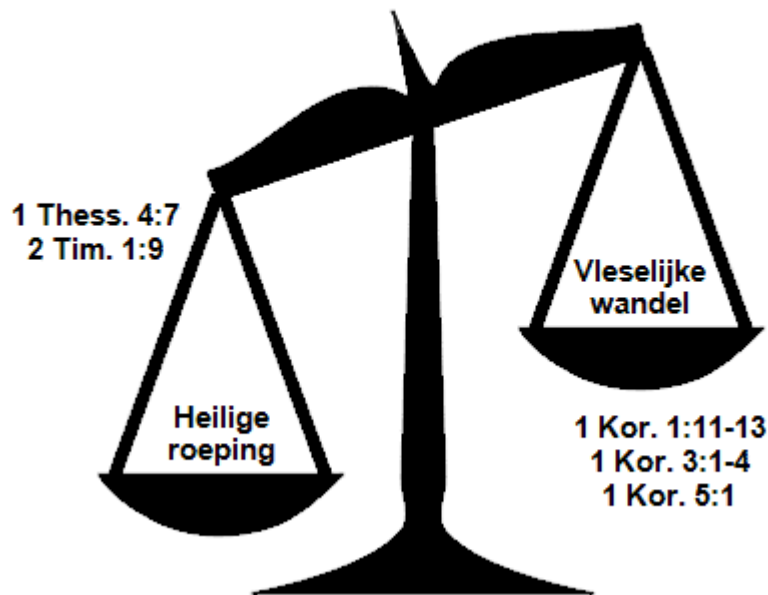 1 Thess. 4:7
2 Tim. 1:9
Heilige
roeping
Vleselijke
wandel
1 Kor. 1:11-13
1 Kor. 3:1-4
1 Kor. 5:1